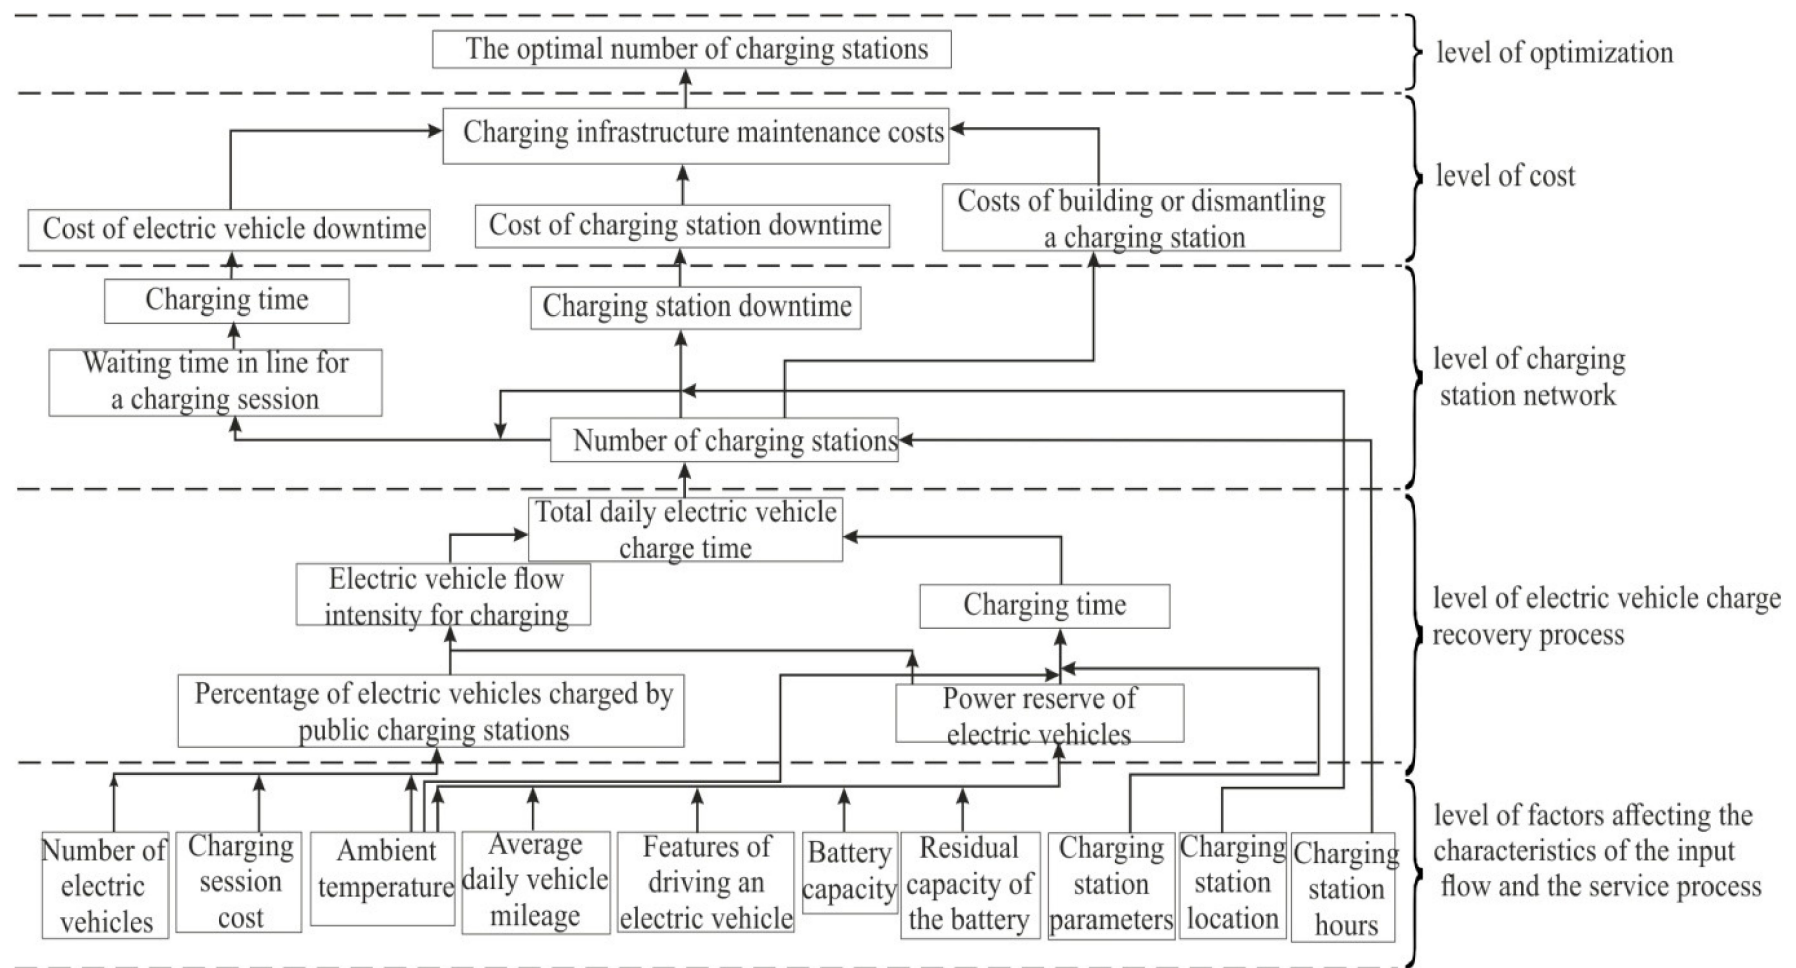 The optimal number of charging stations
level of optimization
Charging infrastructure maintenance costs
level of cost
Cost of electric vehicle downtime
Cost of charging station downtime
Costs of building or dismantling
a charging station
Charging time
Charging station downtime
Waiting time in line for
a charging session
level of charging
station network
Number of charging stations
Total daily electric vehicle
charge time
Electric vehicle flow
intensity for charging
Charging time
level of electric vehicle charge
recovery process
Percentage of electric vehicles charged by
public charging stations
Power reserve of
electric vehicles
Number of
electric
vehicles
Charging
session
cost
Ambient
temperature
Average
daily vehicle
mileage
Features of
driving an
electric vehicle
Battery
capacity
Residual
capacity of
the battery
Charging
station
parameters
Charging
station
location
Charging
station
hours
level of factors affecting the
characteristics of the input
flow and the service process